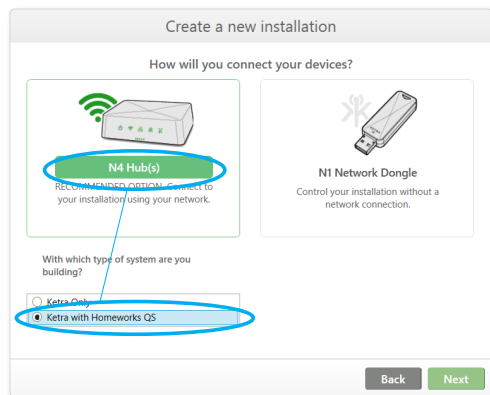 Create a new installation
How will you connect your devices?
N4 Hub(s)
RECOMMENDED OPTION. Connect to
your installation using your network.
N1 Network Dongle
Control your installation without a
network connection.
With which type of system are you
building?
Ketra Only
Ketra with Homeworks QS
Back
Next